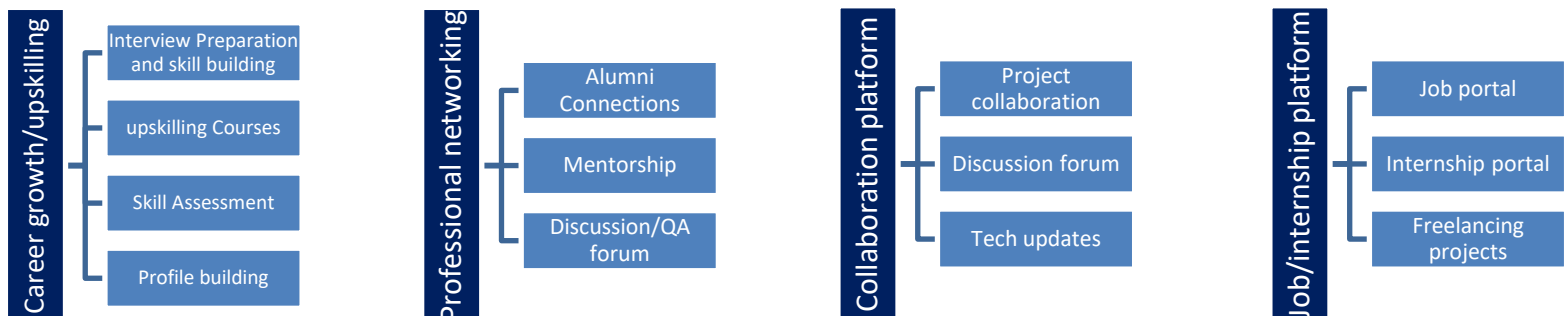 Career growth/upskilling
Interview Preparation
and skill building
upskilling Courses
Skill Assessment
Profile building
Professional networking
Alumni
Connections
Mentorship
Discussion/QA
forum
Collaboration platform
Project
collaboration
Discussion forum
Tech updates
Job/internship platform
Job portal
Internship portal
Freelancing
projects